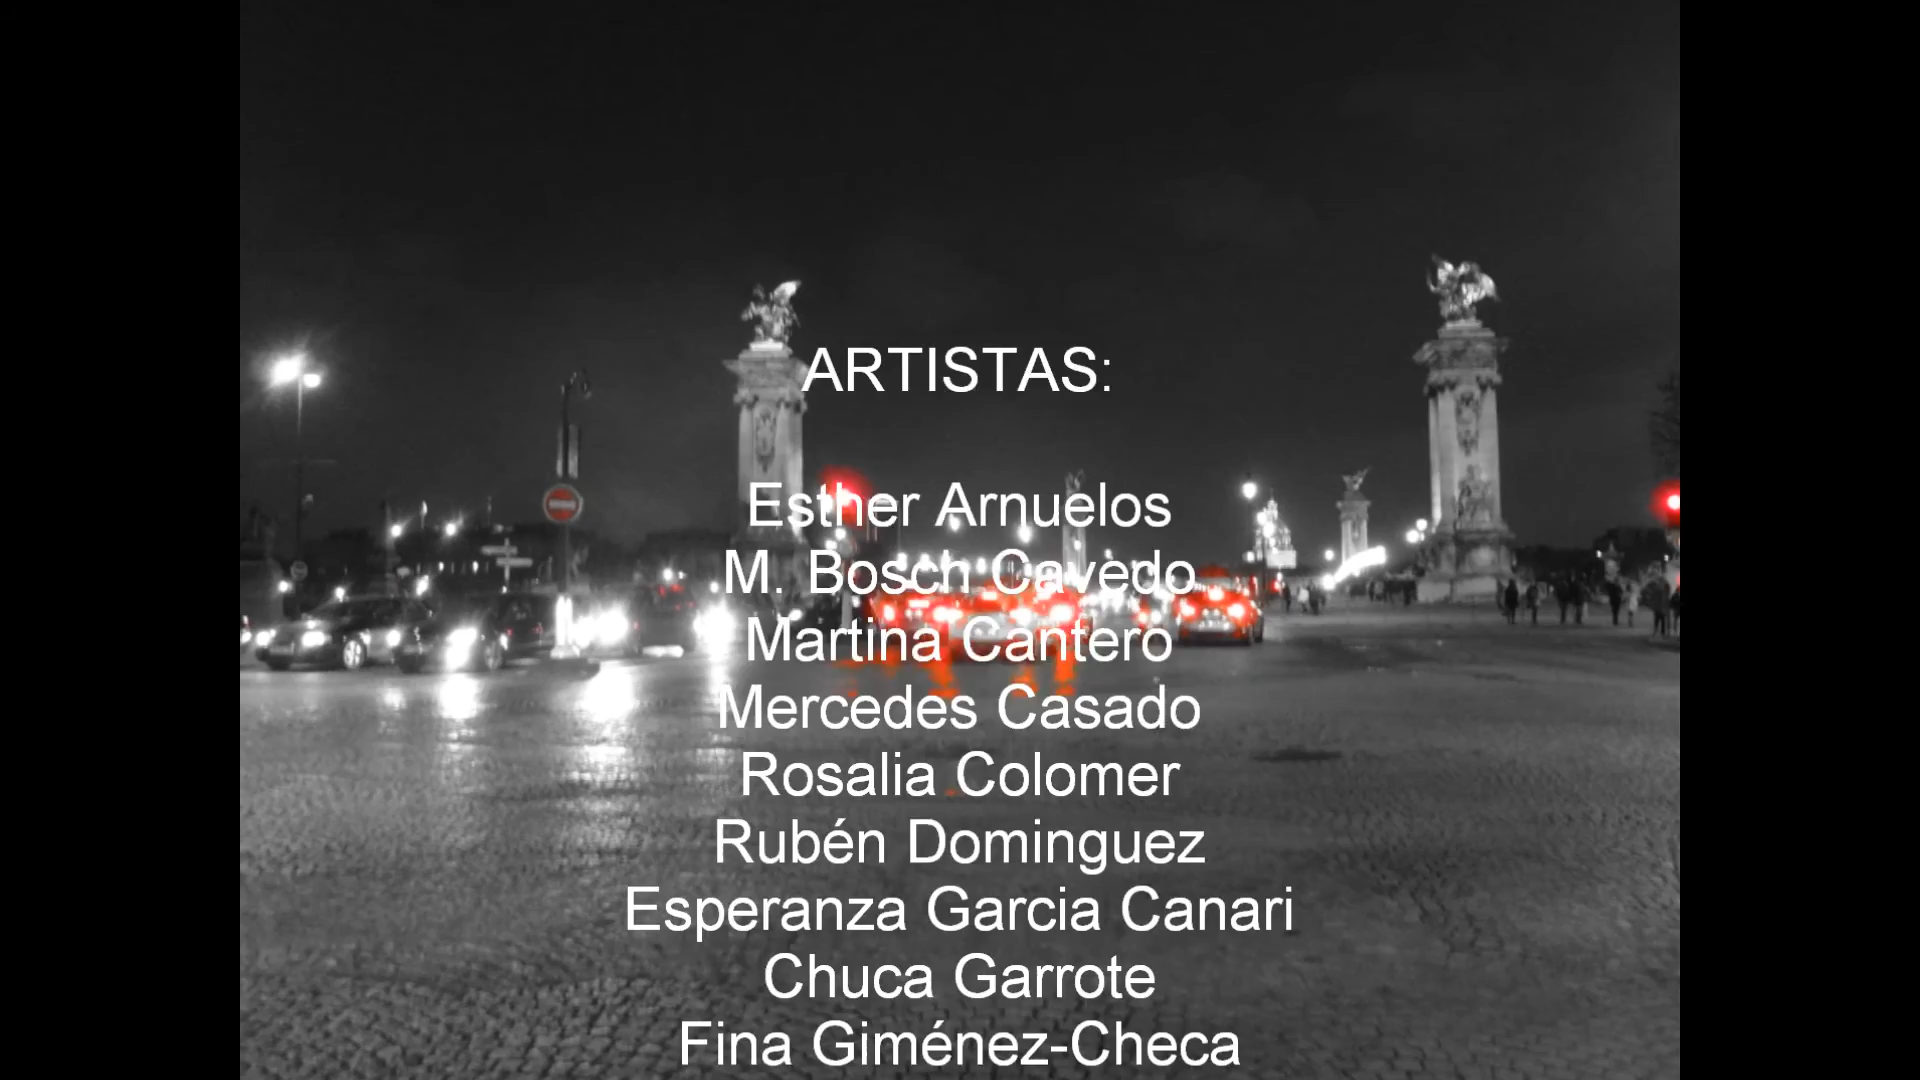 ARTISTAS:
Esther Arnuelos
M. Bosch Cavedo
Martina Cantero
Mercedes Casado
Rosalia Colomer
Rubén Dominguez
Esperanza Garcia Canari
Chuca Garrote
Fina Giménez-Checa